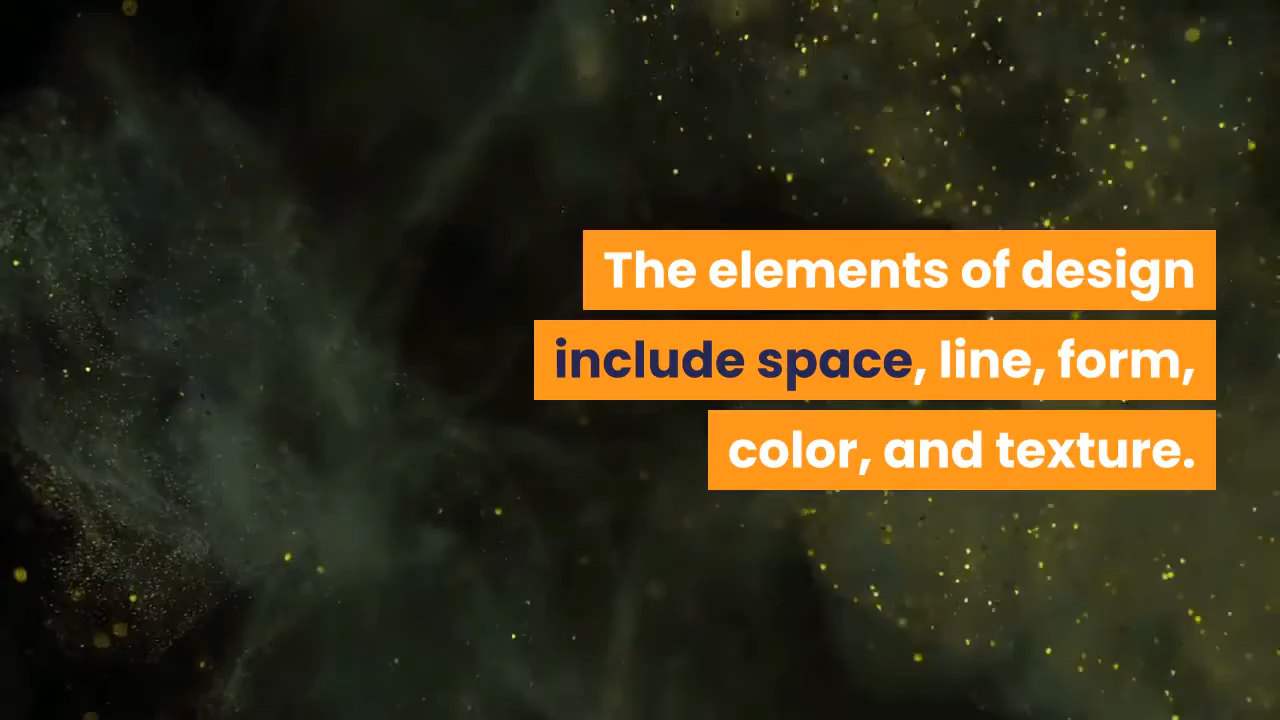 The elements of design
include space, line, form,
color, and texture.